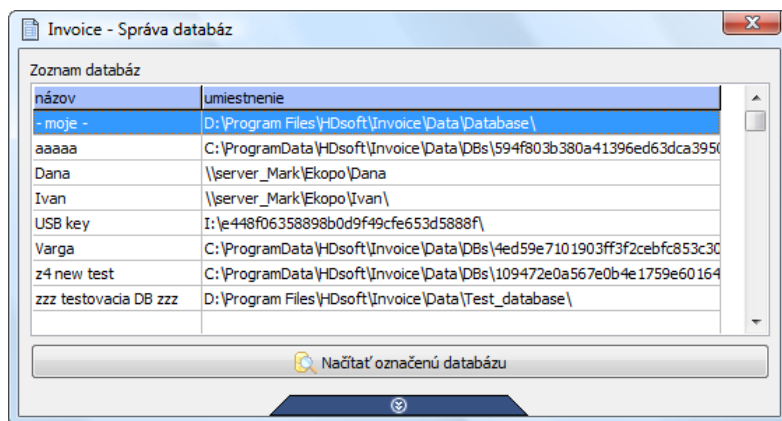 Invoice - Správa databáz
Zoznam databáz
názov umiestnenie
- moje - D:\Program Files\HDsoft\Invoice\Data\Database\
aaaaa C:\ProgramData\HDsoft\Invoice\Data\DBs\594f803b380a41396ed63dca3950
Dana \\server_Mark\Ekopo\Dana
Ivan \\server_Mark\Ekopo\Ivan\
USB key I:\e448f06358898b0d9f49cfe653d5888f\
Varga C:\ProgramData\HDsoft\Invoice\Data\DBs\4ed59e7101903ff3f2cebfc853c30
z4 new test C:\ProgramData\HDsoft\Invoice\Data\DBs\109472e0a567e0b4e1759e60164
zzz testovacia DB zzz D:\Program Files\HDsoft\Invoice\Data\Test_database\
Načítať označenú databázu